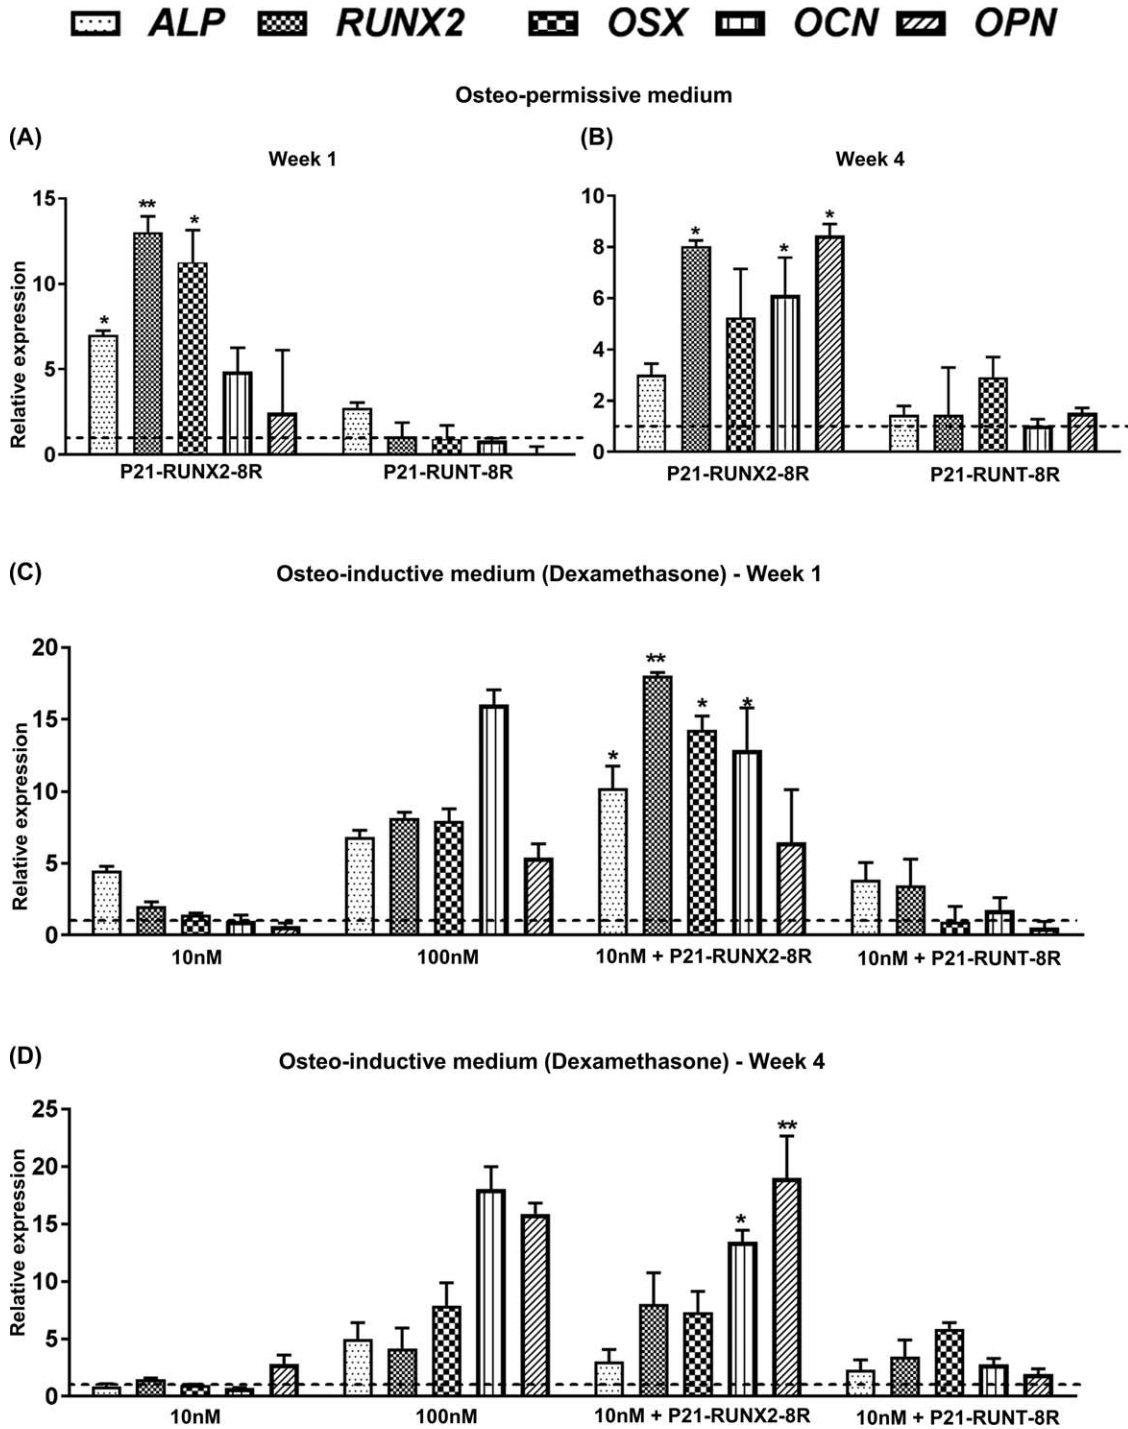 ALP RUNX2 OSX OCN OPN
Osteo-permissive medium
(A)
Week 1
Relative expression
15
10
5
0
**
*
*
P21-RUNX2-8R P21-RUNT-8R
(B)
Week 4
10
8
6
4
2
0
*
*
*
P21-RUNX2-8R P21-RUNT-8R
(C)
Osteo-inductive medium (Dexamethasone) - Week 1
Relative expression
20
15
10
5
0
**
*
*
*
10nM 100nM 10nM + P21-RUNX2-8R 10nM + P21-RUNT-8R
(D)
Osteo-inductive medium (Dexamethasone) - Week 4
Relative expression
25
20
15
10
5
0
**
*
10nM 100nM 10nM + P21-RUNX2-8R 10nM + P21-RUNT-8R